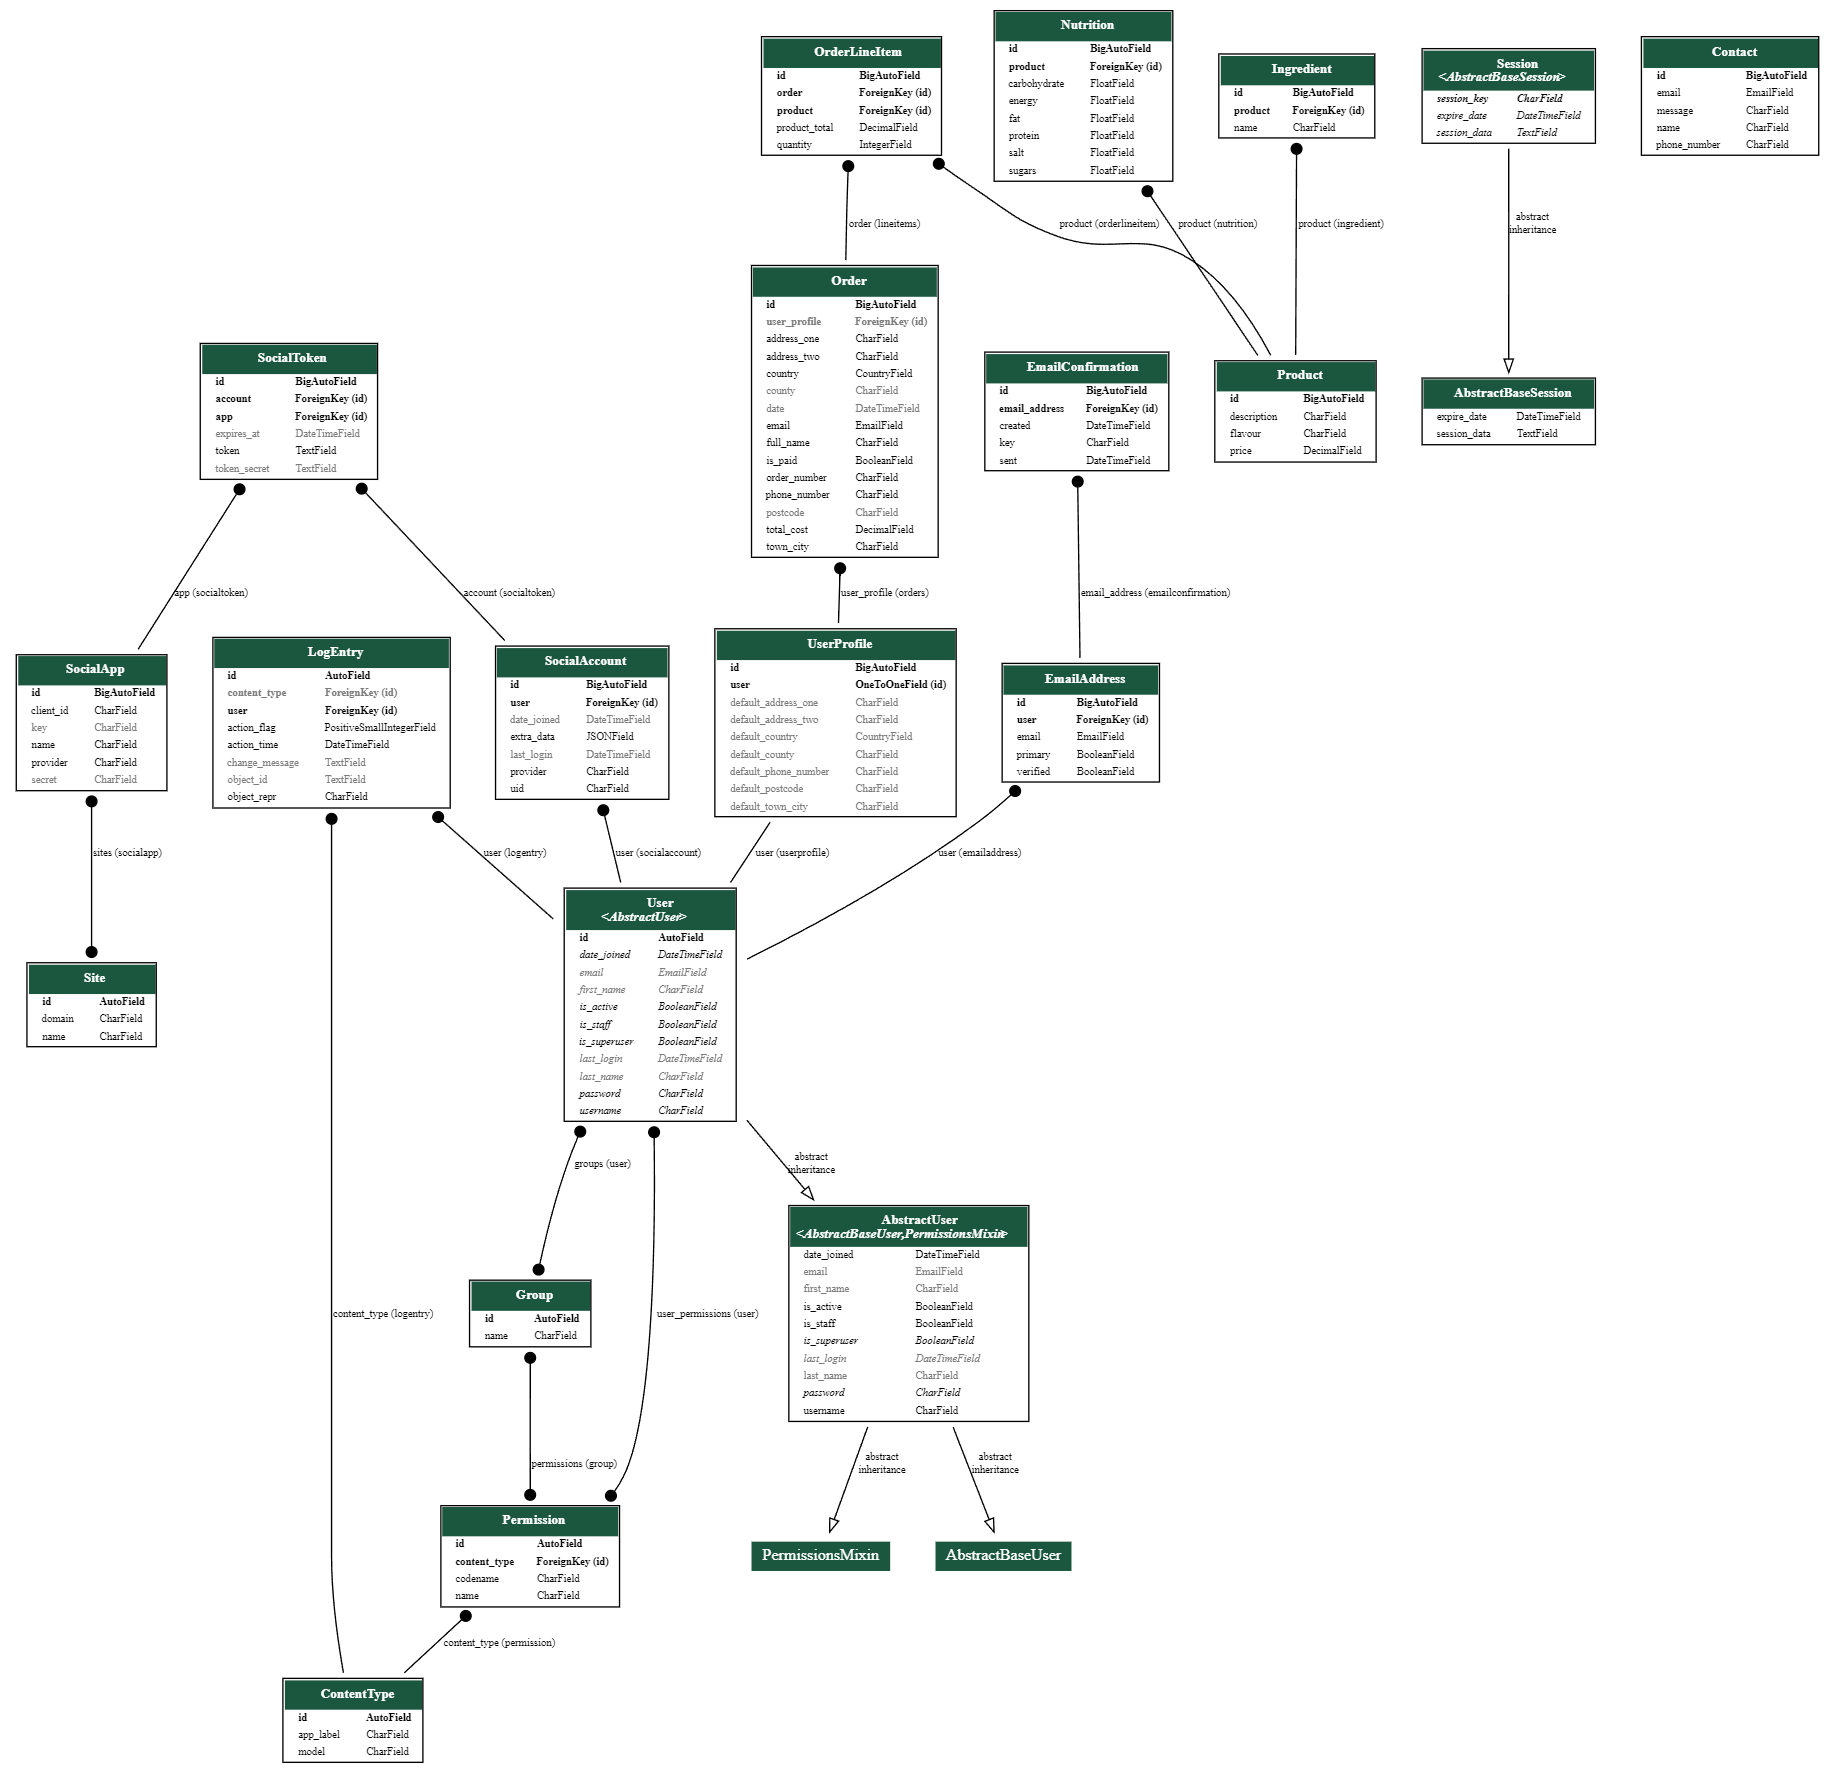 OrderLineItem
id BigAutoField
order ForeignKey (id)
product ForeignKey (id)
product_total DecimalField
quantity IntegerField
Nutrition
id BigAutoField
product ForeignKey (id)
carbohydrate FloatField
energy FloatField
fat FloatField
protein FloatField
salt FloatField
sugars FloatField
Ingredient
id BigAutoField
product ForeignKey (id)
name CharField
Session
<AbstractBaseSession>
session_key CharField
expire_date DateTimeField
session_data TextField
Contact
id BigAutoField
email EmailField
message CharField
name CharField
phone_number CharField
order (lineitems)
product (orderlineitem)
product (nutrition)
product (ingredient)
abstract
inheritance
Order
id BigAutoField
user_profile ForeignKey (id)
address_one CharField
address_two CharField
country CountryField
county CharField
date DateTimeField
email EmailField
full_name CharField
is_paid BooleanField
order_number CharField
phone_number CharField
postcode CharField
total_cost DecimalField
town_city CharField
SocialToken
id BigAutoField
account ForeignKey (id)
app ForeignKey (id)
expires_at DateTimeField
token TextField
token_secret TextField
EmailConfirmation
id BigAutoField
email_address ForeignKey (id)
created DateTimeField
key CharField
sent DateTimeField
Product
id BigAutoField
description CharField
flavour CharField
price DecimalField
AbstractBaseSession
expire_date DateTimeField
session_data TextField
app (socialtoken)
account (socialtoken)
user_profile (orders)
email_address (emailconfirmation)
SocialApp
id BigAutoField
client_id CharField
key CharField
name CharField
provider CharField
secret CharField
LogEntry
id AutoField
content_type ForeignKey (id)
user ForeignKey (id)
action_flag PositiveSmallIntegerField
action_time DateTimeField
change_message TextField
object_id TextField
object_repr CharField
SocialAccount
id BigAutoField
user ForeignKey (id)
date_joined DateTimeField
extra_data JSONField
last_login DateTimeField
provider CharField
uid CharField
UserProfile
id BigAutoField
user OneToOneField (id)
default_address_one CharField
default_address_two CharField
default_country CountryField
default_county CharField
default_phone_number CharField
default_postcode CharField
default_town_city CharField
EmailAddress
id BigAutoField
user ForeignKey (id)
email EmailField
primary BooleanField
verified BooleanField
sites (socialapp)
user (logentry)
user (socialaccount)
user (userprofile)
user (emailaddress)
Site
id AutoField
domain CharField
name CharField
User
<AbstractUser>
id AutoField
date_joined DateTimeField
email EmailField
first_name CharField
is_active BooleanField
is_staff BooleanField
is_superuser BooleanField
last_login DateTimeField
last_name CharField
password CharField
username CharField
groups (user)
abstract
inheritance
AbstractUser
<AbstractBaseUser,PermissionsMixin>
date_joined DateTimeField
email EmailField
first_name CharField
is_active BooleanField
is_staff BooleanField
is_superuser BooleanField
last_login DateTimeField
last_name CharField
password CharField
username CharField
Group
id AutoField
name CharField
content_type (logentry)
user_permissions (user)
permissions (group)
abstract
inheritance
abstract
inheritance
Permission
id AutoField
content_type ForeignKey (id)
codename CharField
name CharField
PermissionsMixin
AbstractBaseUser
content_type (permission)
ContentType
id AutoField
app_label CharField
model CharField